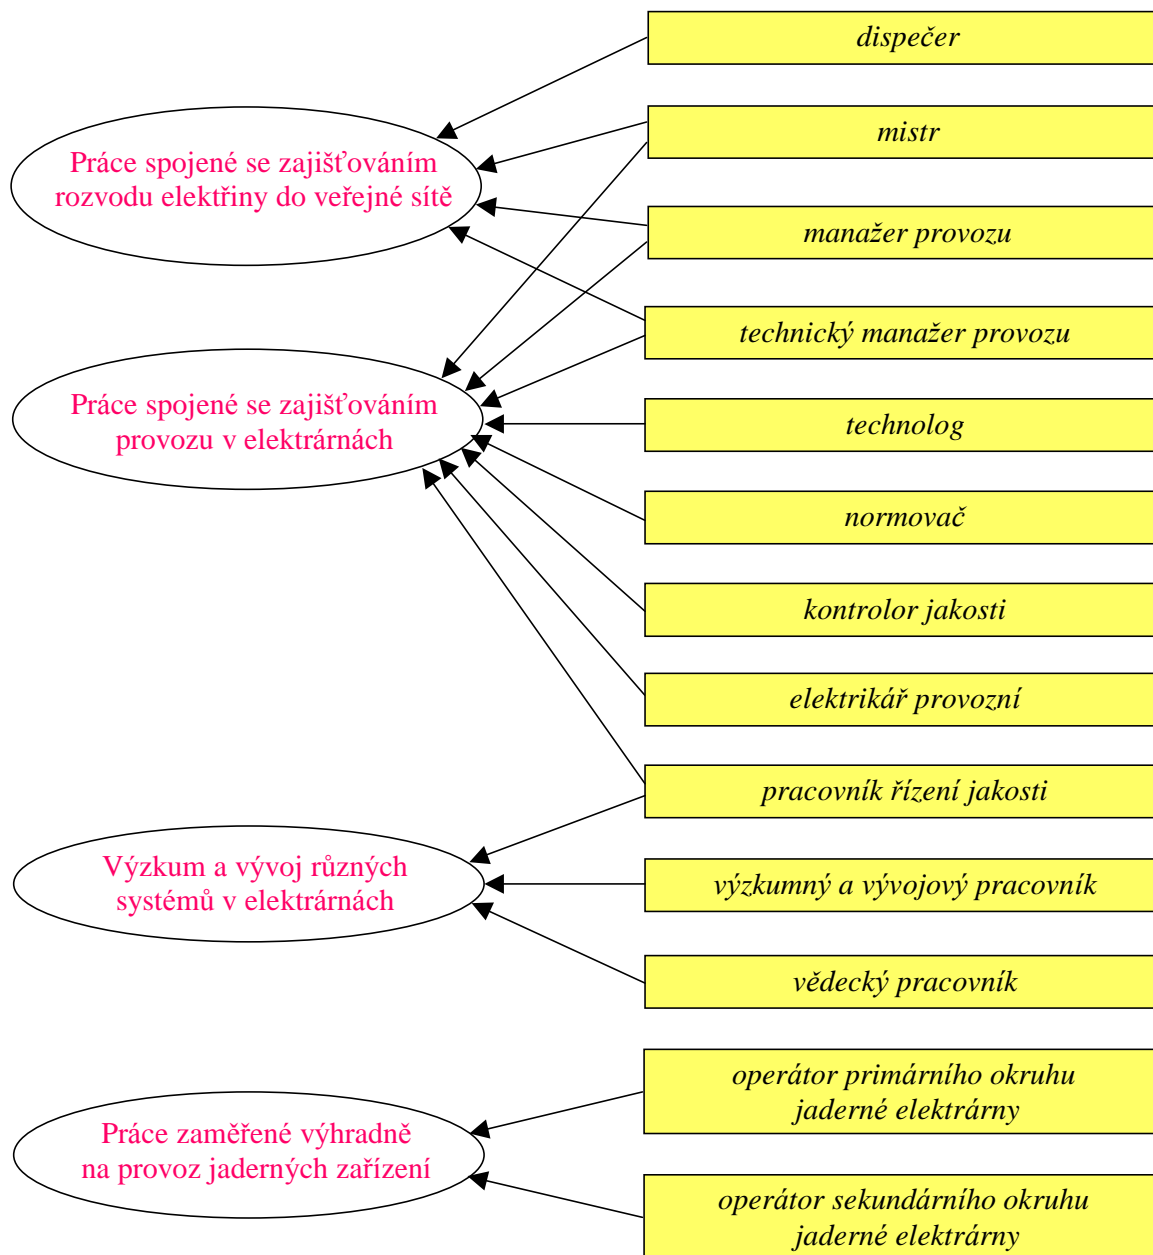 dispečer
Práce spojené se zajišťováním
rozvodu elektřiny do veřejné sítě
mistr
manažer provozu
technický manažer provozu
Práce spojené se zajišťováním
provozu v elektrárnách
technolog
normovač
kontrolor jakosti
elektrikář provozní
pracovník řízení jakosti
Výzkum a vývoj různých
systémů v elektrárnách
výzkumný a vývojový pracovník
vědecký pracovník
operátor primárního okruhu
jaderné elektrárny
Práce zaměřené výhradně
na provoz jaderných zařízení
operátor sekundárního okruhu
jaderné elektrárny